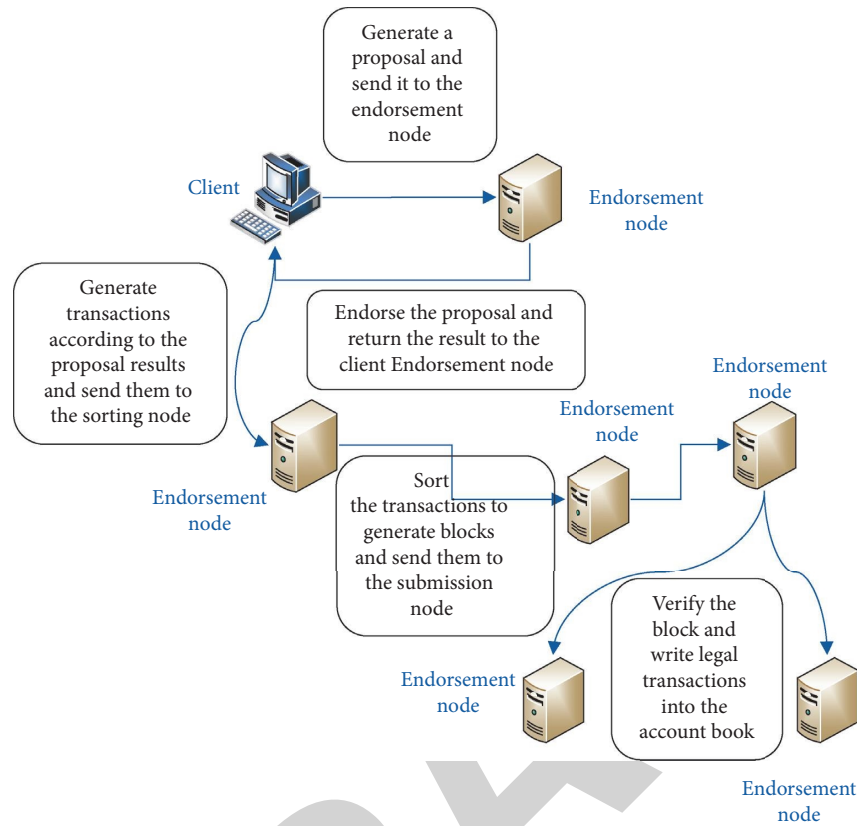 Generate a
proposal and
send it to the
endorsement
node
Client
Endorsement
node
Generate
transactions
according to the
proposal results
and send them to
the sorting node
Endorse the proposal and
return the result to the
client Endorsement node
Endorsement
node
Endorsement
node
Endorsement
node
Sort
the transactions to
generate blocks
and send them to
the submission
node
Verify the
block and
write legal
transactions
into the
account book
Endorsement
node
Endorsement
node